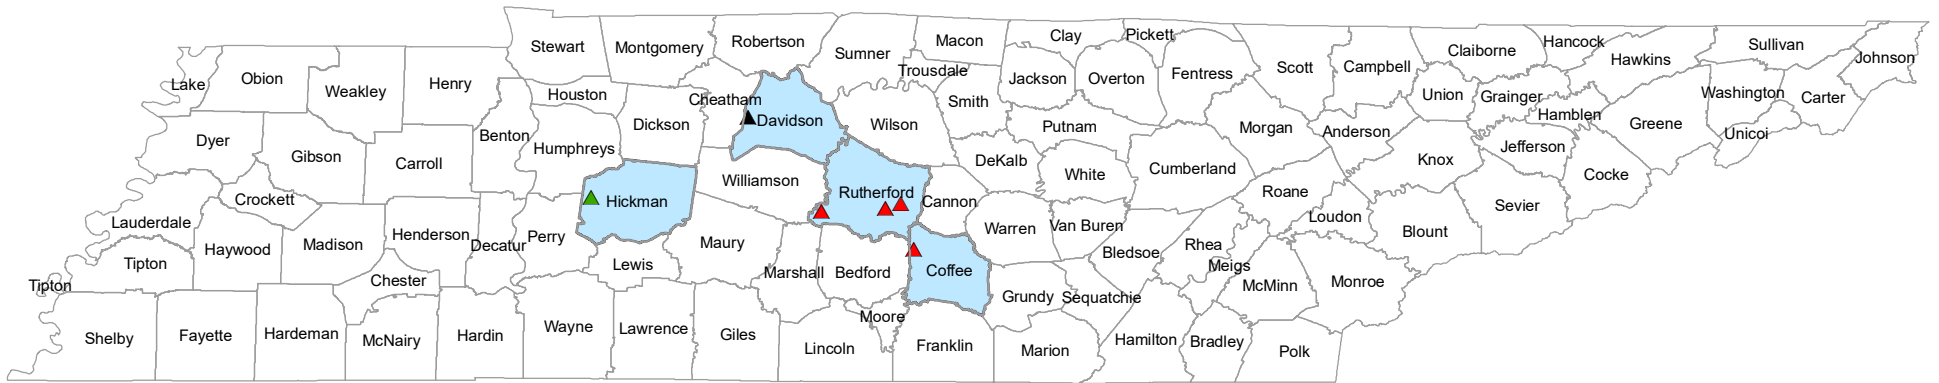 Stewart
Montgomery
Robertson
Sumner
Macon
Clay
Pickett
Fentress
Scott
Campbell
Claiborne
Hancock
Hawkins
Sullivan
Johnson
Lake
Obion
Weakley
Henry
Houston
Cheatham
Trousdale
Smith
Jackson
Overton
Union
Grainger
Hamblen
Washington
Carter
Unicoi
Greene
Dyer
Gibson
Carroll
Benton
Humphreys
Dickson
Davidson
Wilson
Putnam
DeKalb
White
Cumberland
Morgan
Anderson
Knox
Jefferson
Cocke
Lauderdale
Crockett
Haywood
Madison
Henderson
Decatur
Perry
Hickman
Williamson
Rutherford
Cannon
Warren
Van Buren
Bledsoe
Rhea
Roane
Loudon
Blount
Sevier
Tipton
Tipton
Chester
Lewis
Maury
Marshall
Bedford
Coffee
Grundy
Sequatchie
Meigs
McMinn
Monroe
Shelby
Fayette
Hardeman
McNairy
Hardin
Wayne
Lawrence
Giles
Lincoln
Moore
Franklin
Marion
Hamilton
Bradley
Polk